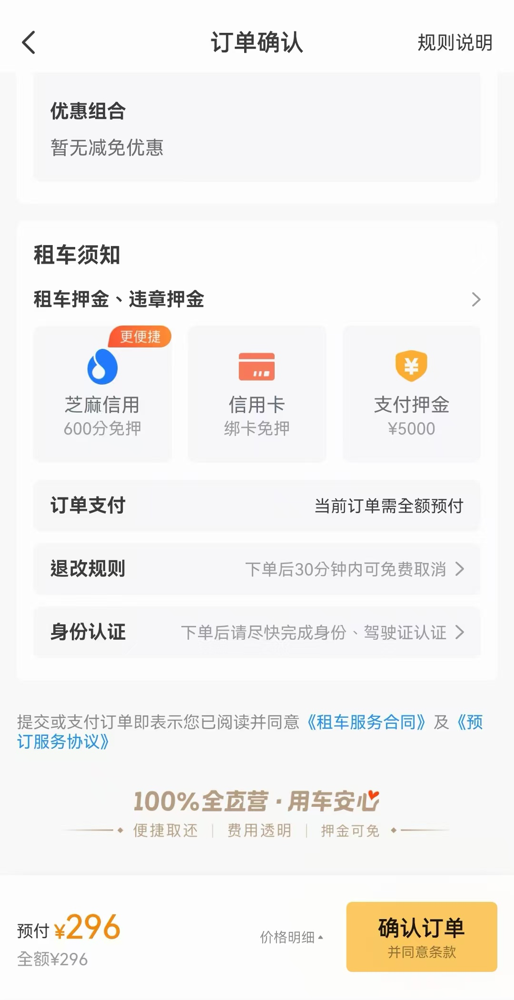 订单确认
规则说明
优惠组合
暂无减免优惠
租车须知
租车押金、违章押金
更便捷
芝麻信用
600分免押
信用卡
绑卡免押
¥
支付押金
¥5000
订单支付
当前订单需全额预付
退改规则
下单后30分钟内可免费取消
身份认证
下单后请尽快完成身份、驾驶证认证
提交或支付订单即表示您已阅读并同意《租车服务合同》及《预
订服务协议》
100%全直营·用车安心
便捷取还 | 费用透明 | 押金可免
预付 ¥296
全额¥296
价格明细
确认订单
并同意条款